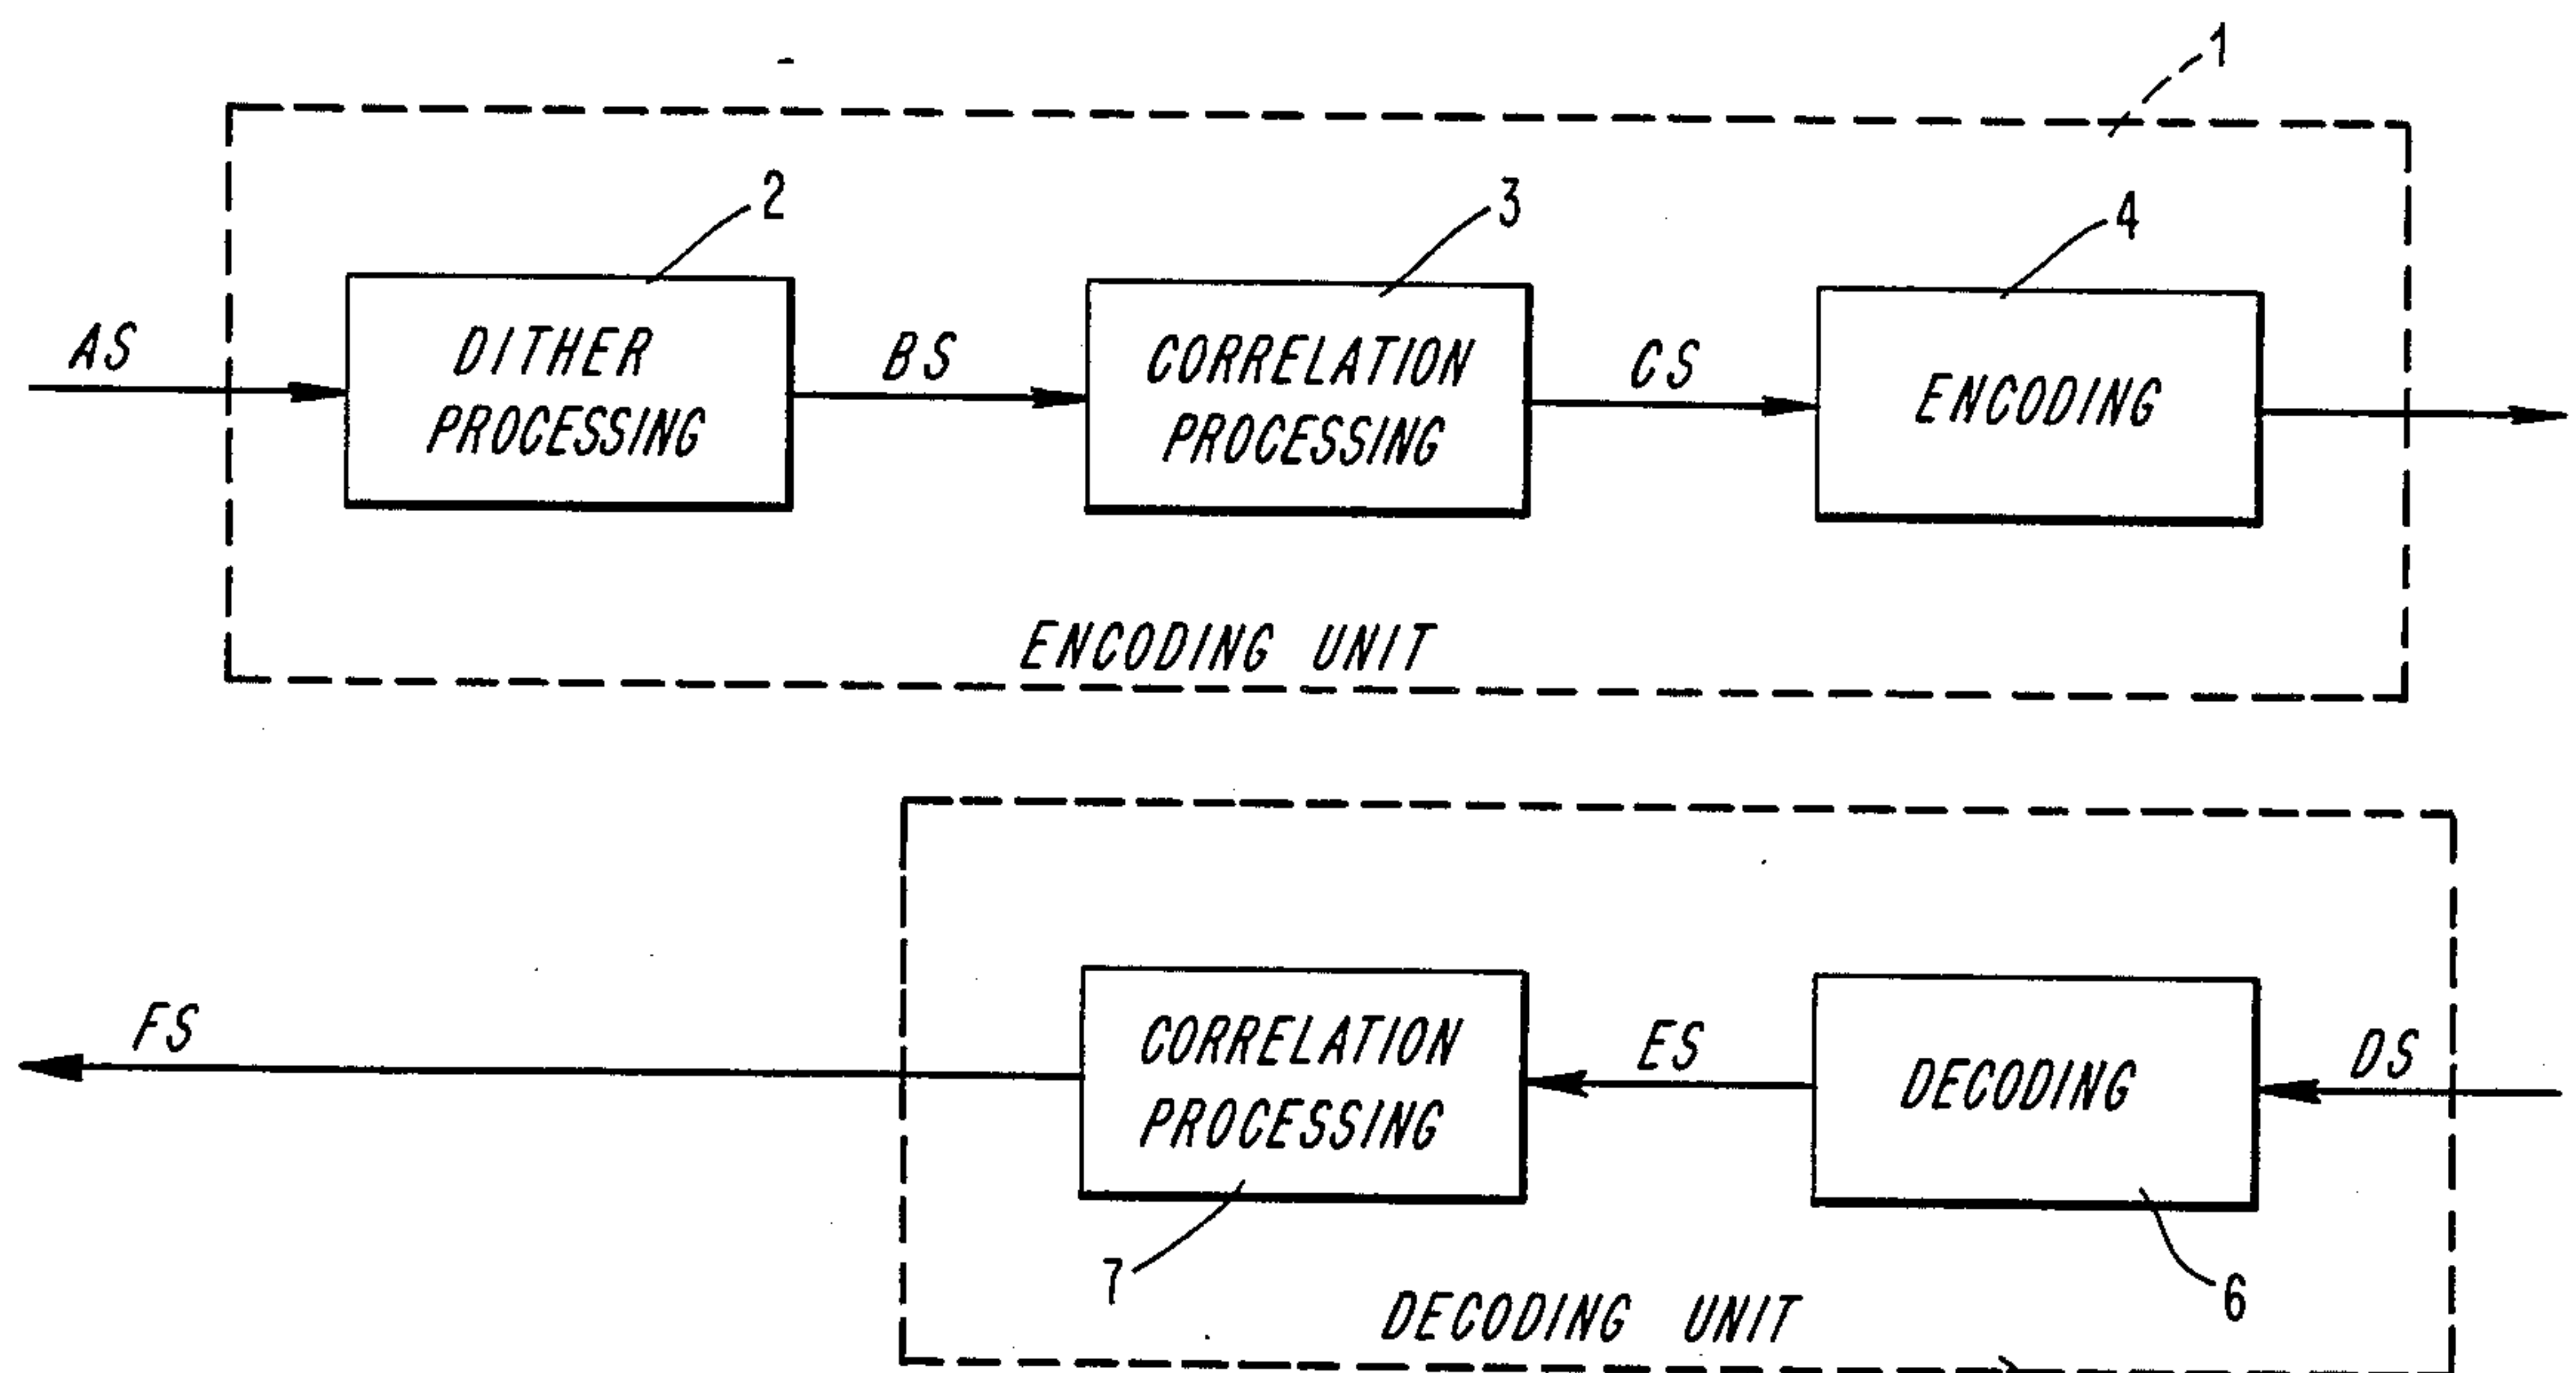 1
2
3
4
AS
DITHER
PROCESSING
BS
CORRELATION
PROCESSING
CS
ENCODING
ENCODING UNIT
FS
CORRELATION
PROCESSING
ES
DECODING
DS
7
6
DECODING UNIT